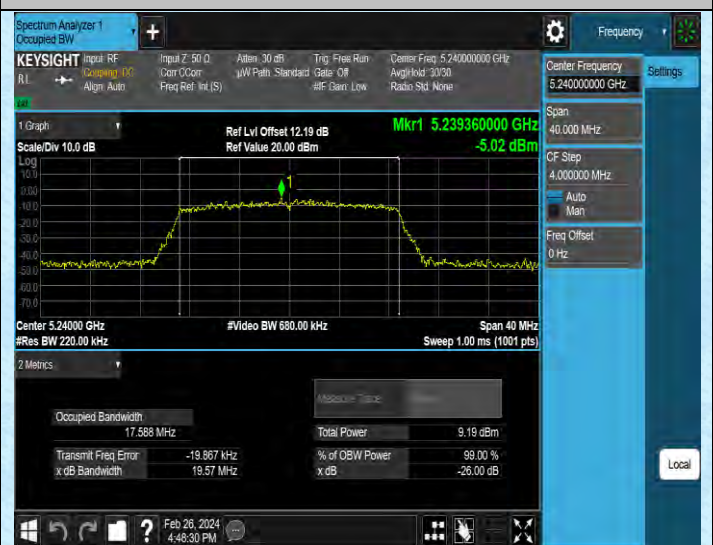 Spectrum Analyzer 1
Occupied BW
+
Frequency
KEYSIGHT Input: RF
Coupling: DC
Align: Auto
RL
Input Z: 50 Ω
Corr CCorr
Freq Ref: Int (S)
Atten: 30 dB
µW Path: Standard
Trig: Free Run
Gate: Off
#IF Gain: Low
Center Freq: 5.240000000 GHz
Avg|Hold: 30/30
Radio Std: None
Center Frequency
5.240000000 GHz
Settings
Span
40.000 MHz
CF Step
4.000000 MHz
Auto
Man
Freq Offset
0 Hz
1 Graph
Scale/Div 10.0 dB
Ref Lvl Offset 12.19 dB
Ref Value 20.00 dBm
Mkr1 5.239360000 GHz
-5.02 dBm
Log
10.0
0.00
-10.0
-20.0
-30.0
-40.0
-50.0
-60.0
-70.0
1
Center 5.24000 GHz
#Res BW 220.00 kHz
#Video BW 680.00 kHz
Span 40 MHz
Sweep 1.00 ms (1001 pts)
2 Metrics
Measure Trace
Occupied Bandwidth
17.588 MHz
Total Power 9.19 dBm
Transmit Freq Error -19.867 kHz
% of OBW Power 99.00 %
x dB Bandwidth 19.57 MHz
x dB -26.00 dB
Local
?
Feb 26, 2024
4:48:30 PM